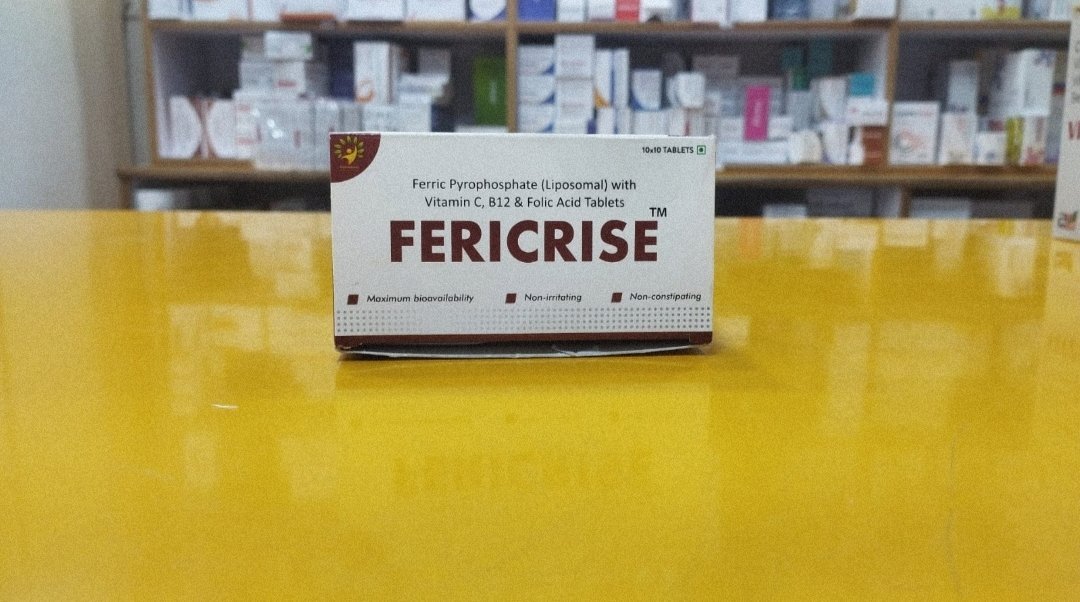 10x10 TABLETS
Ferric Pyrophosphate (Liposomal) with
Vitamin C, B12 & Folic Acid Tablets
FERICRISE™
Maximum bioavailability Non-irritating Non-constipating